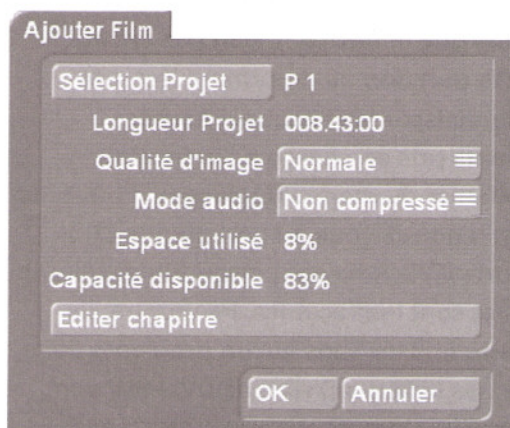 Ajouter Film
Sélection Projet P 1
Longueur Projet 008.43:00
Qualité d'image Normale
Mode audio Non compressé
Espace utilisé 8%
Capacité disponible 83%
Editer chapitre
OK Annuler